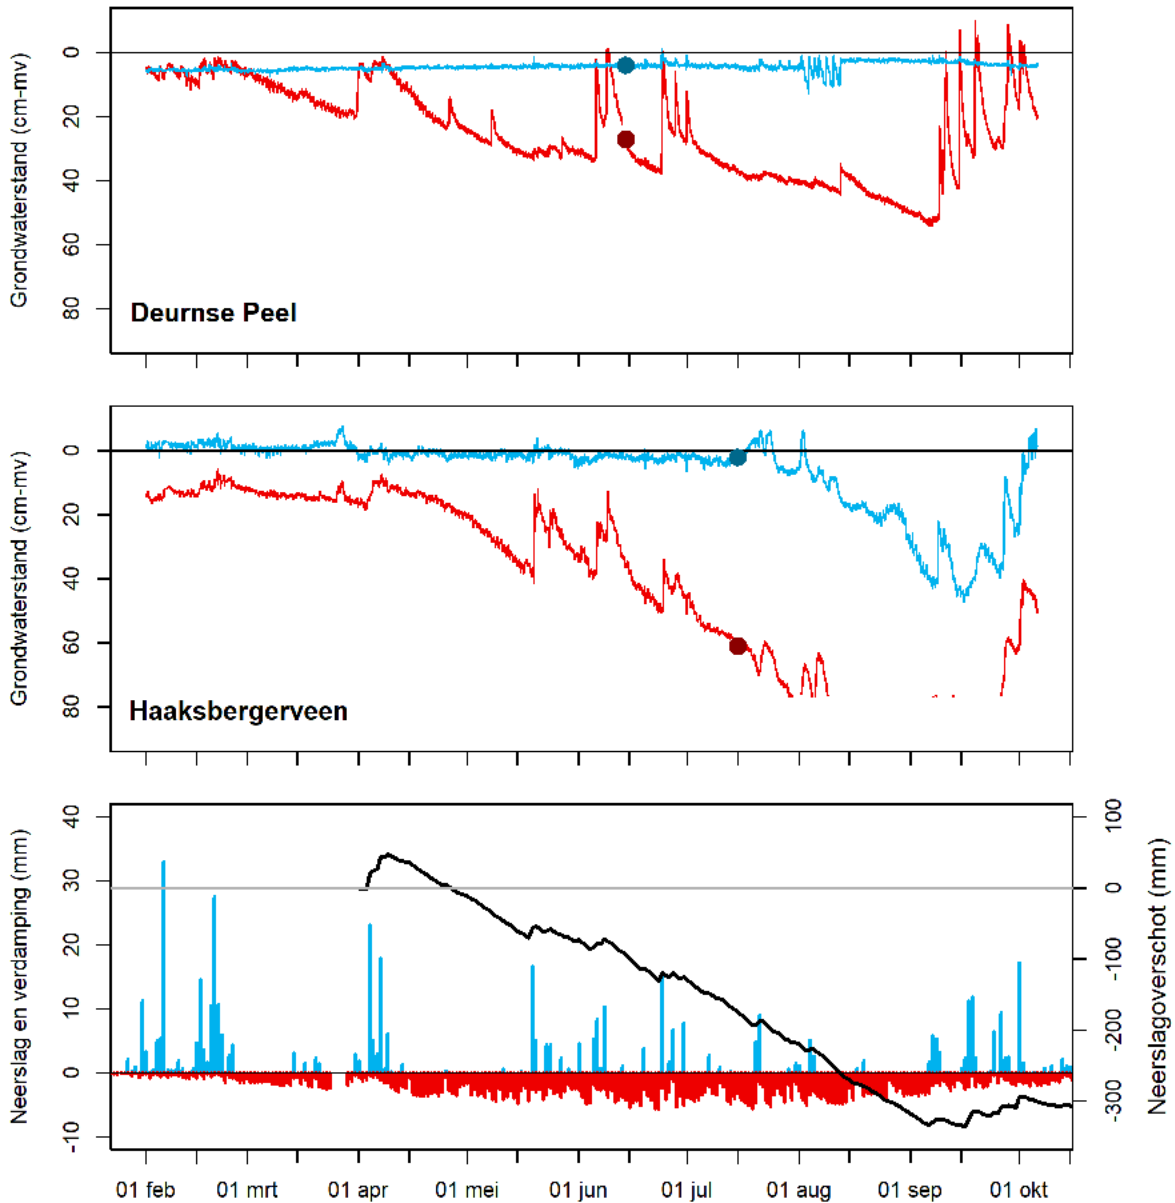 Grondwaterstand (cm-mv)
0
20
40
60
80
Deurnse Peel
Grondwaterstand (cm-mv)
0
20
40
60
80
Haaksbergerveen
Neerslag en verdamping (mm)
40
30
20
10
0
-10
100
0
-100
-200
-300
Neerslagoverschot (mm)
01 feb
01 mrt
01 apr
01 mei
01 jun
01 jul
01 aug
01 sep
01 okt